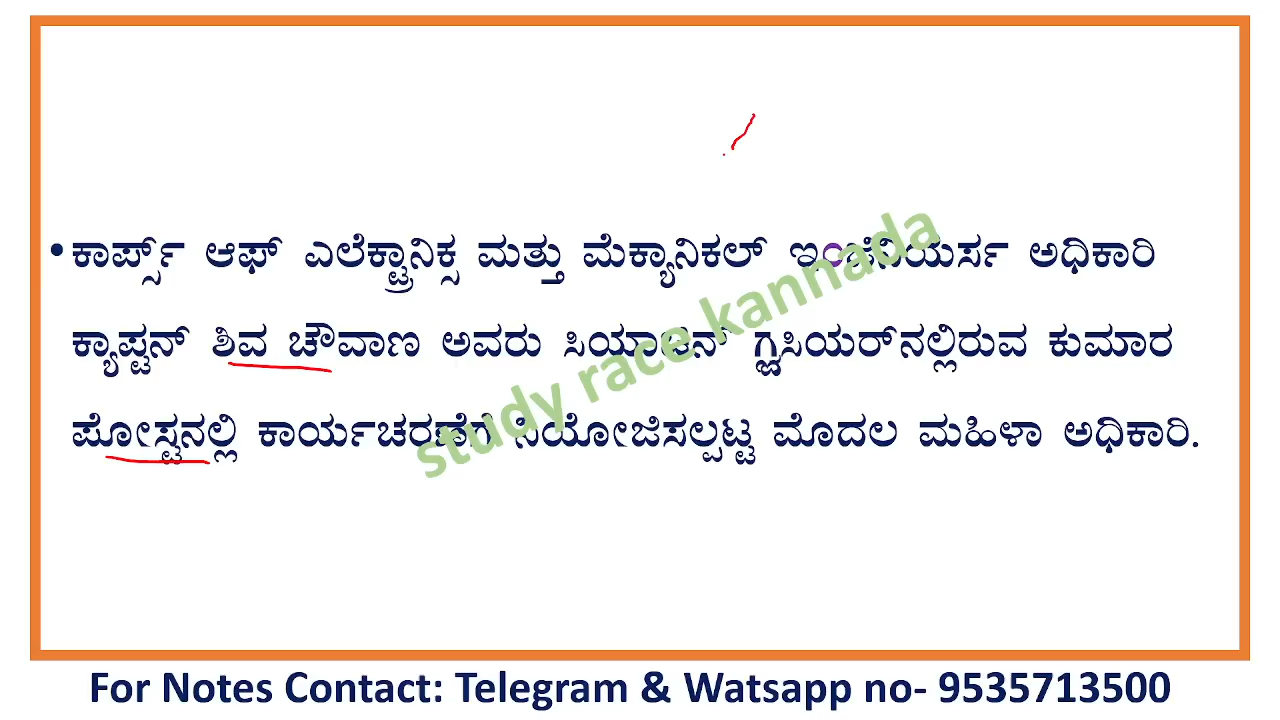 • ಕಾರ್ಪ್ಸ್ ಆಫ್ ಎಲೆಕ್ಟ್ರಾನಿಕ್ಸ ಮತ್ತು ಮೆಕ್ಯಾನಿಕಲ್ ಇಂಜಿನಿಯರ್ಸ ಅಧಿಕಾರಿ
ಕ್ಯಾಪ್ಟನ್ ಶಿವ ಚೌವಾಣ ಅವರು ಸಿಯಾಚಿನ್ ಗ್ಲಸಿಯರ್‌ನಲ್ಲಿರುವ ಕುಮಾರ
ಪೋಸ್ಟನಲ್ಲಿ ಕಾರ್ಯಚರಣೆಗೆ ನಿಯೋಜಿಸಲ್ಪಟ್ಟ ಮೊದಲ ಮಹಿಳಾ ಅಧಿಕಾರಿ.
study race kannada
For Notes Contact: Telegram & Watsapp no- 9535713500